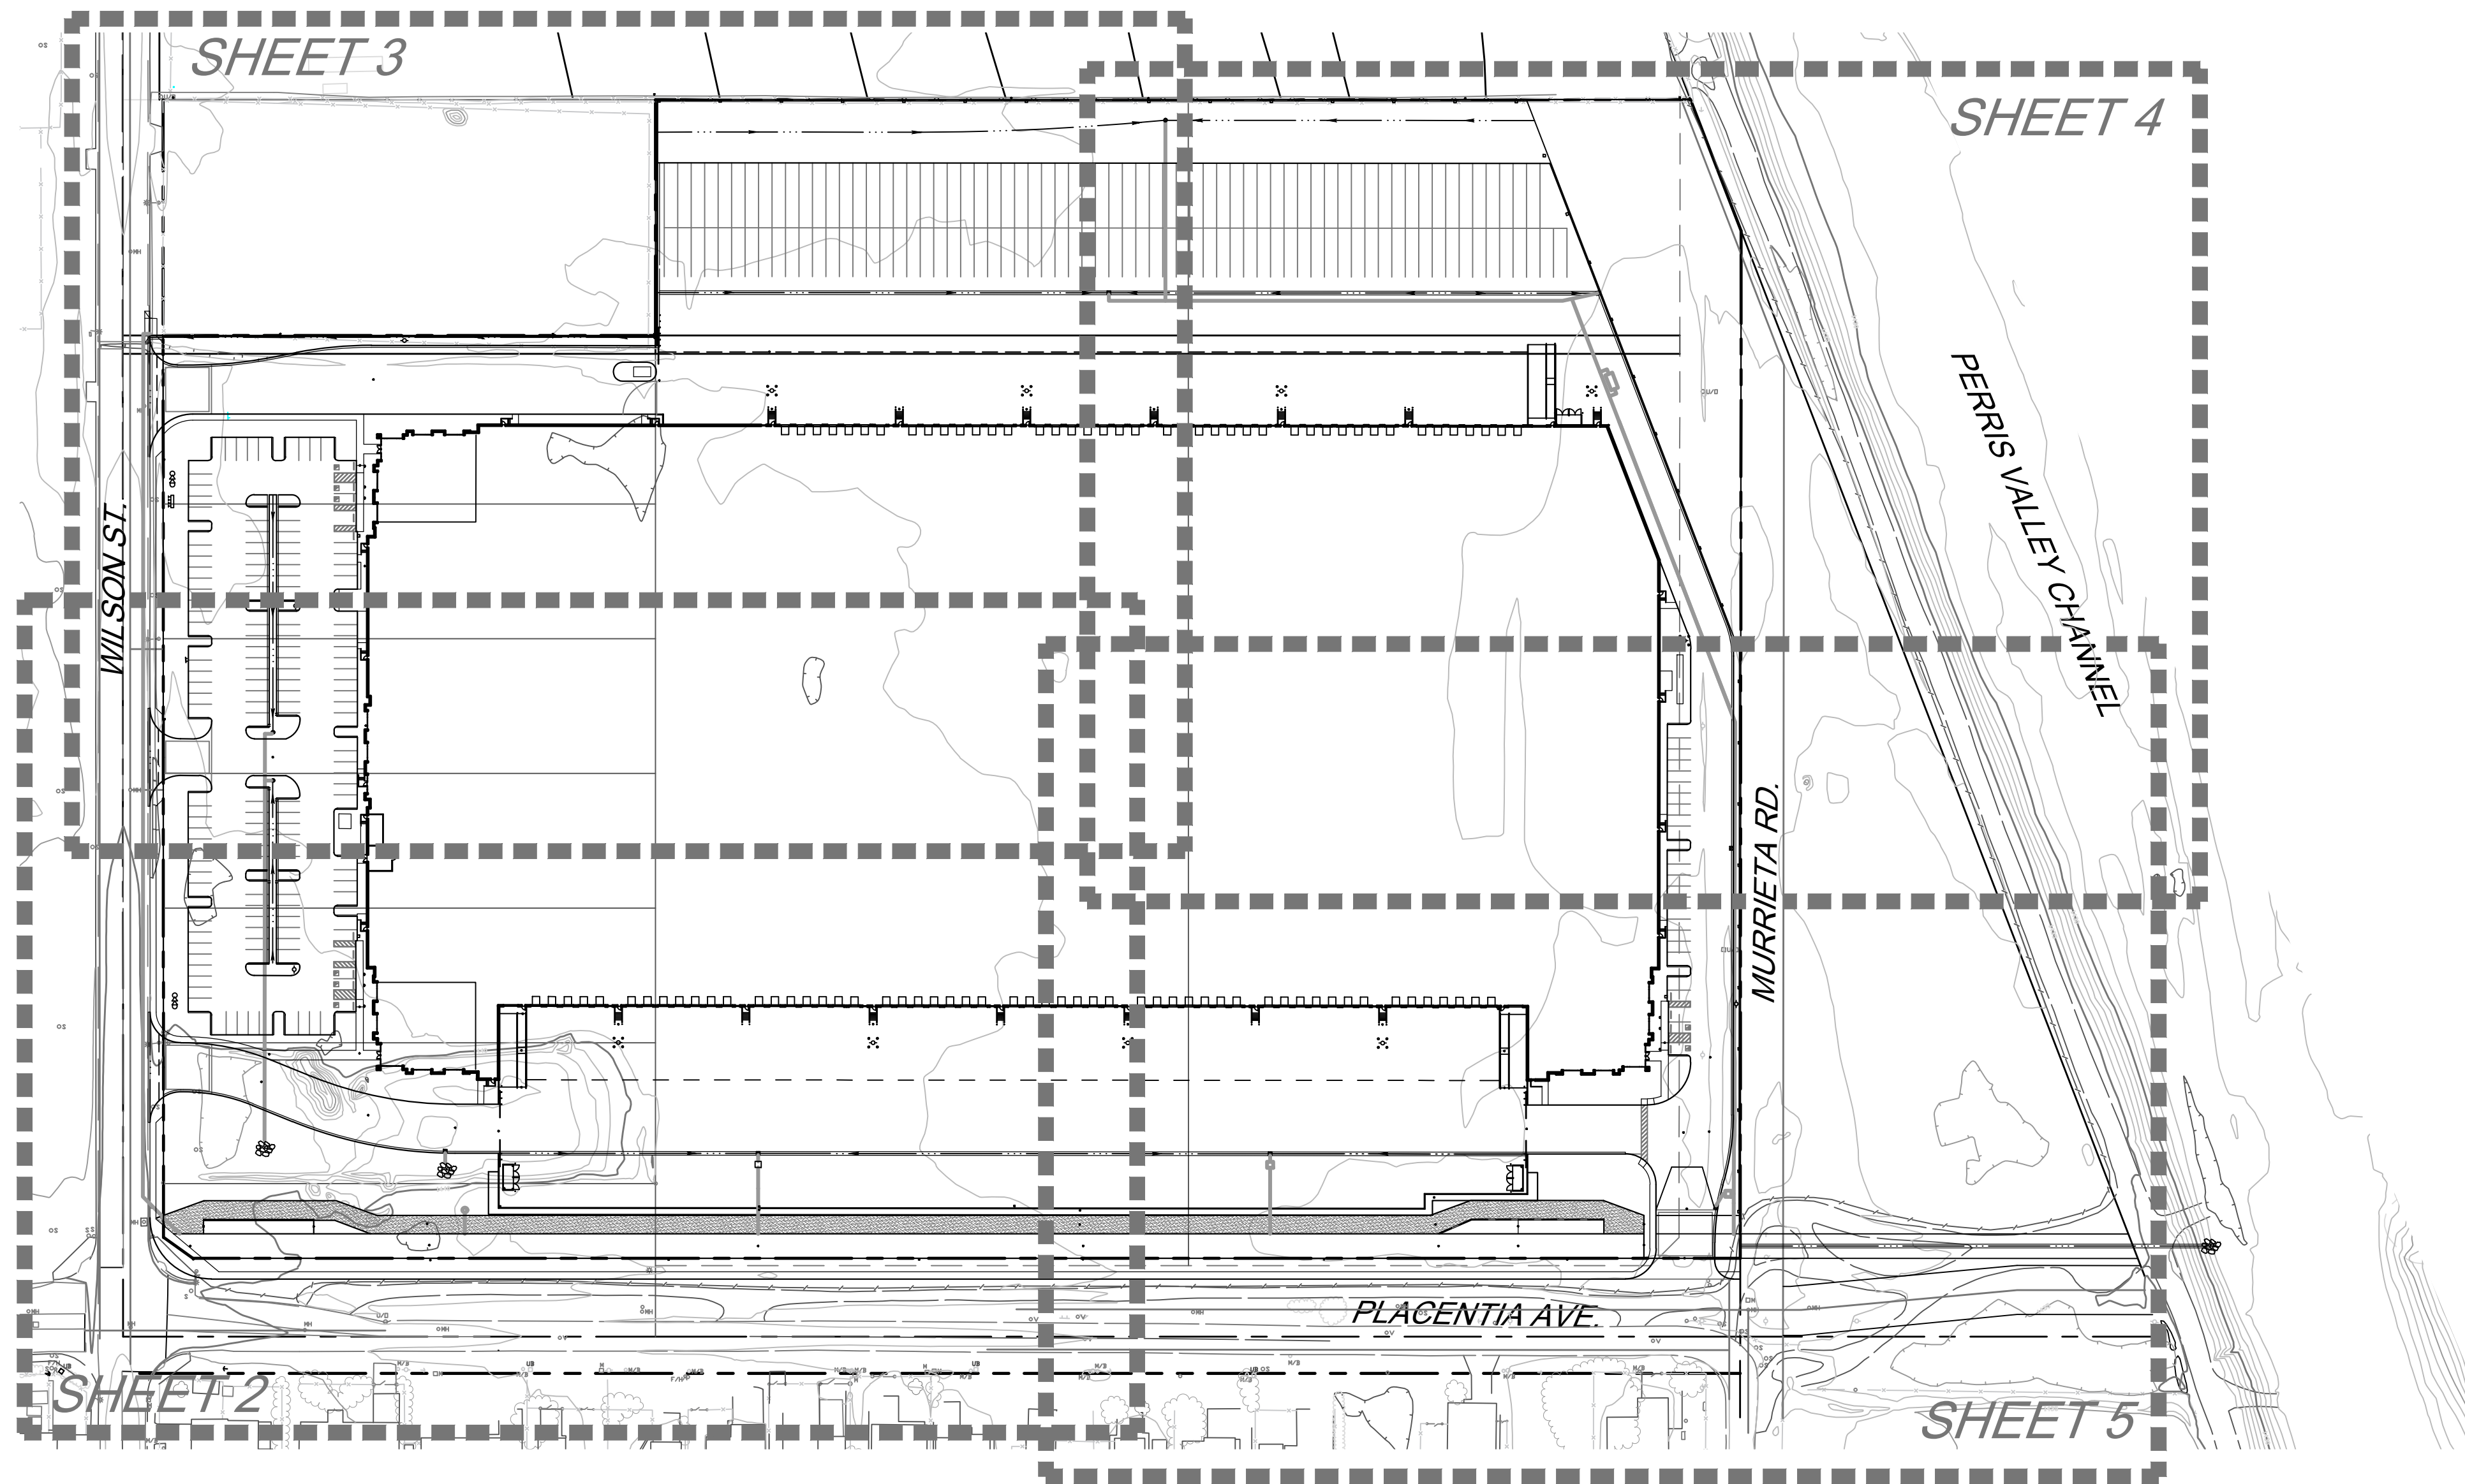 SHEET 3
SHEET 4
PERRIS VALLEY CHANNEL
WILSON ST.
MURRIETA RD.
PLACENTIA AVE.
SHEET 2
SHEET 5